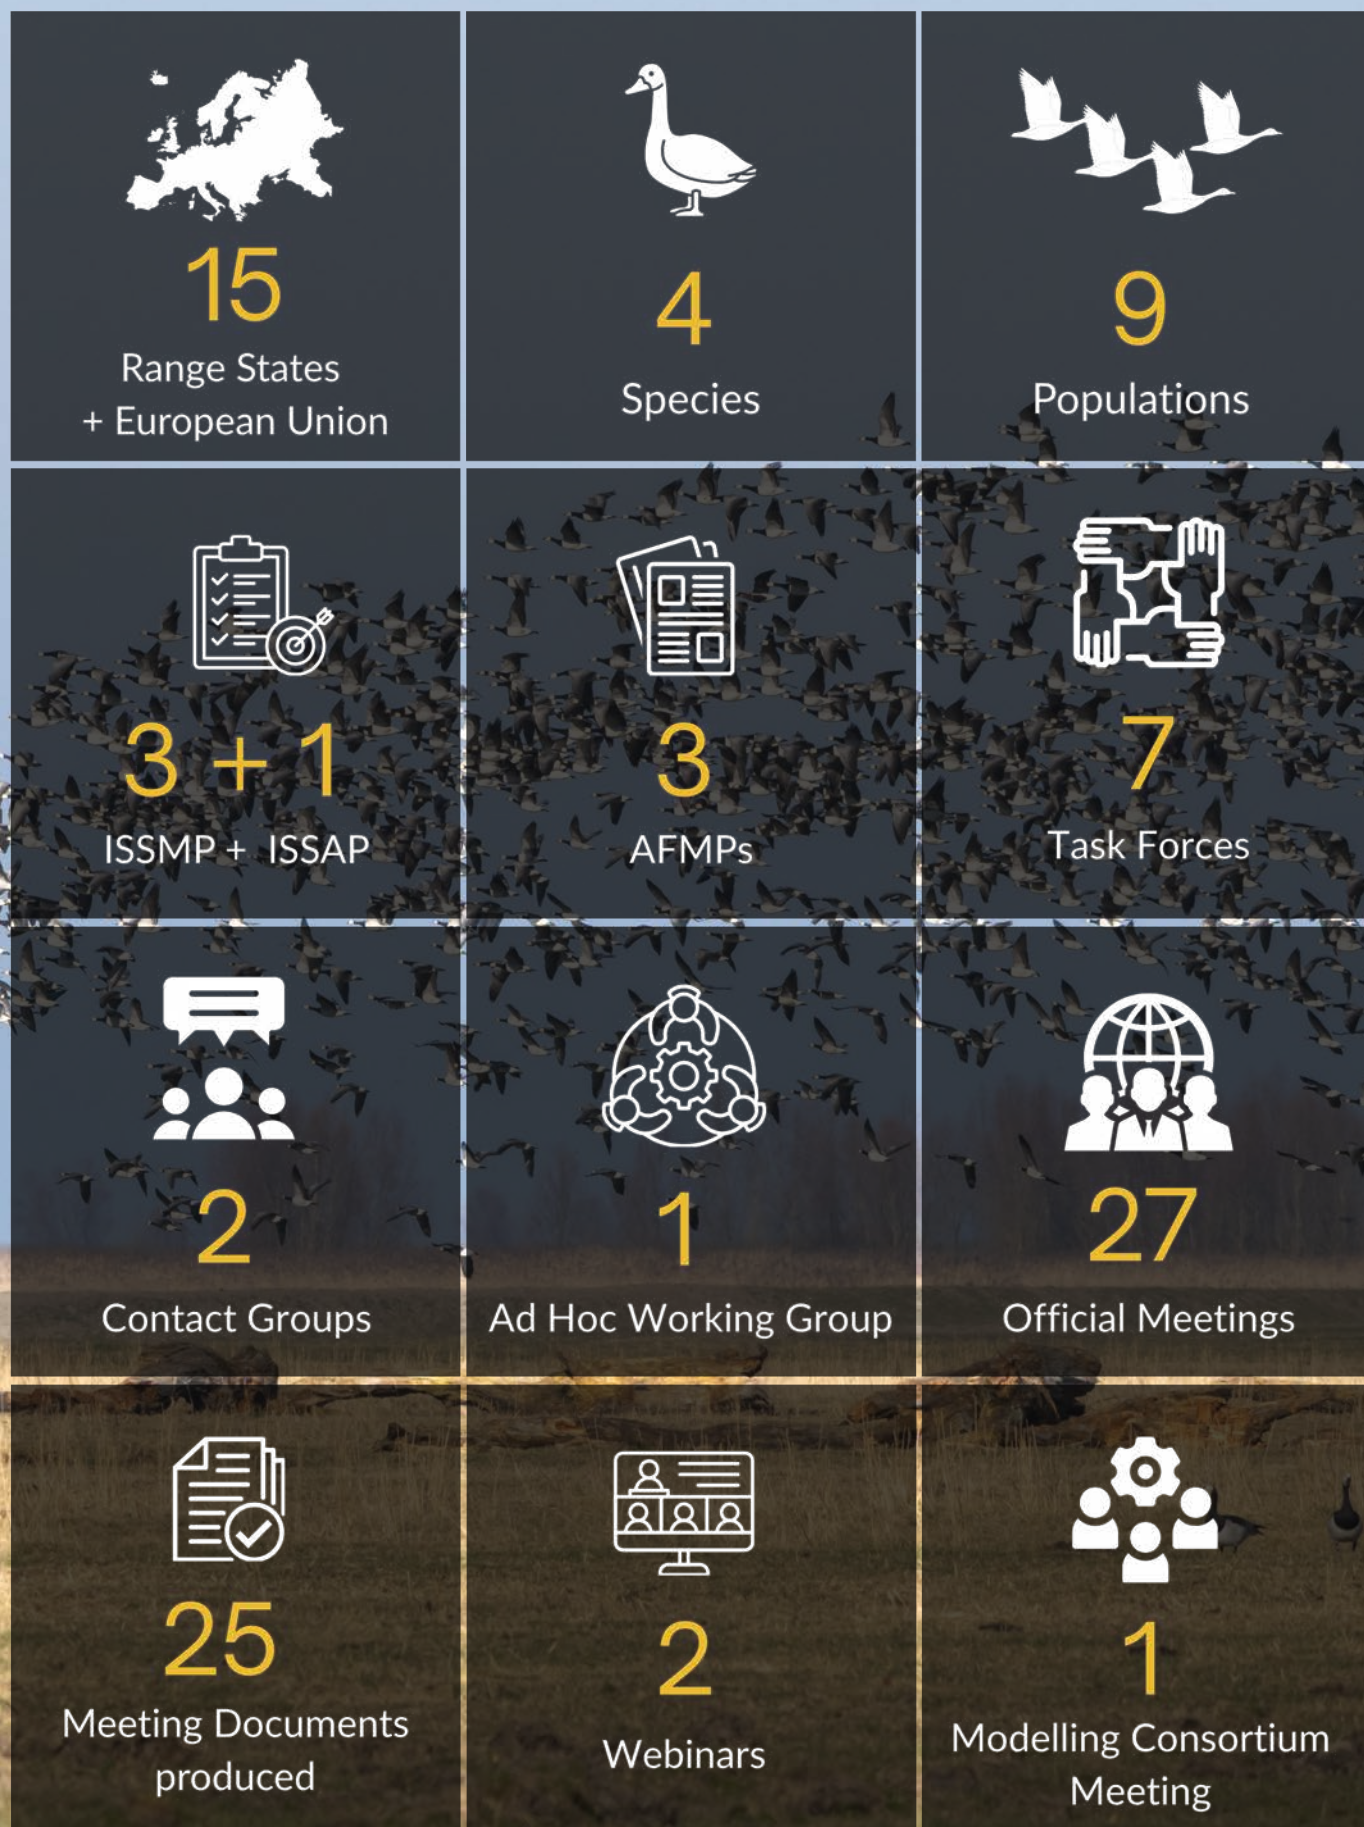 15
Range States
+ European Union
4
Species
9
Populations
3 + 1
ISSMP + ISSAP
3
AFMPs
7
Task Forces
2
Contact Groups
1
Ad Hoc Working Group
27
Official Meetings
25
Meeting Documents
produced
2
Webinars
1
Modelling Consortium
Meeting